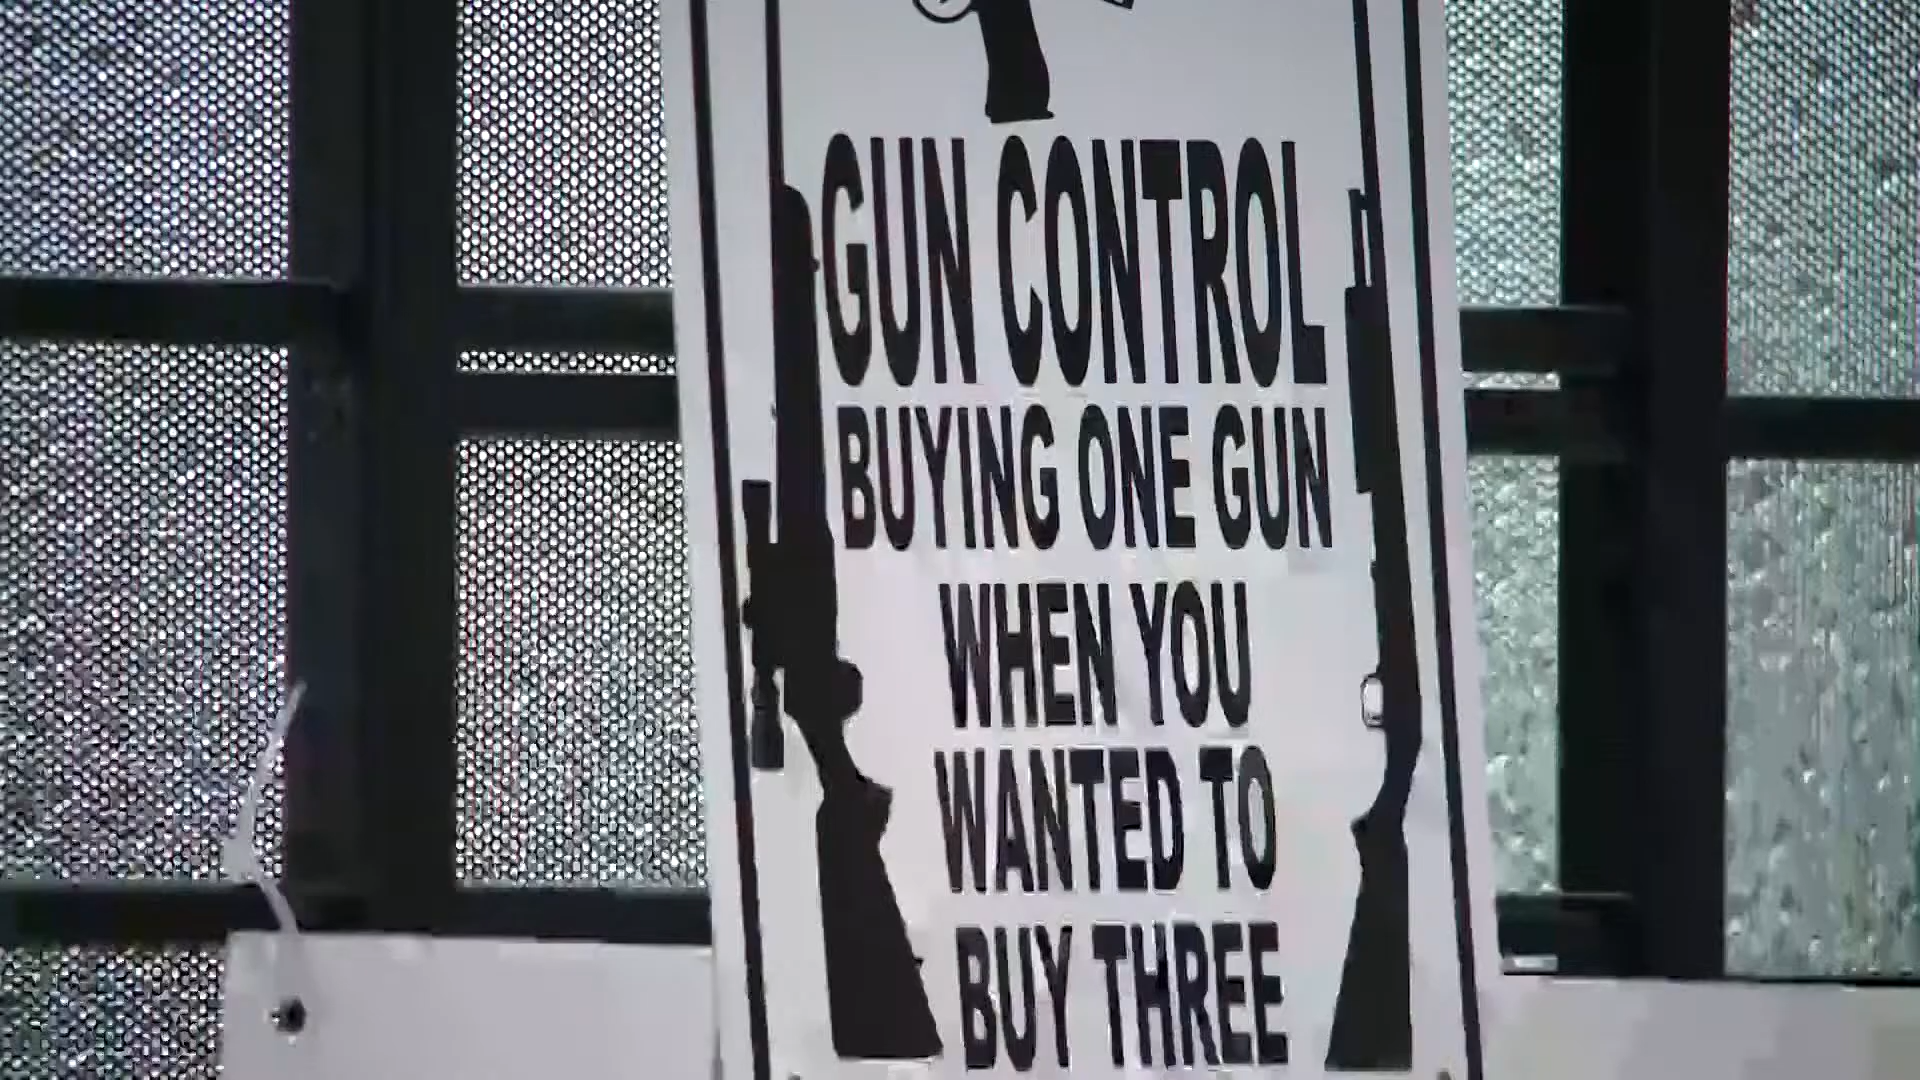 GUN CONTROL
BUYING ONE GUN
WHEN YOU
WANTED TO
BUY THREE